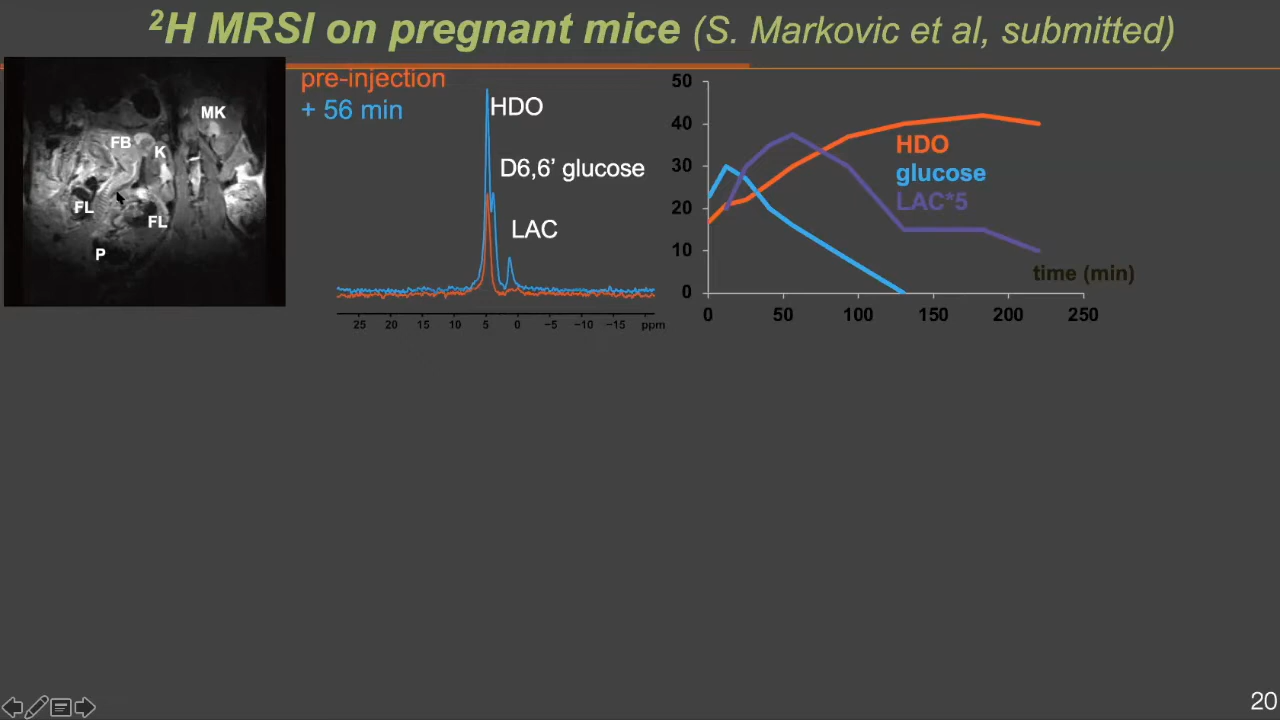 ²H MRSI on pregnant mice (S. Markovic et al, submitted)
MK
FB
K
FL
FL
P
pre-injection
+ 56 min
HDO
D6,6' glucose
LAC
25 20 15 10 5 0 −5 −10 −15 ppm
50
40
30
20
10
0
HDO
glucose
LAC*5
time (min)
0 50 100 150 200 250
20